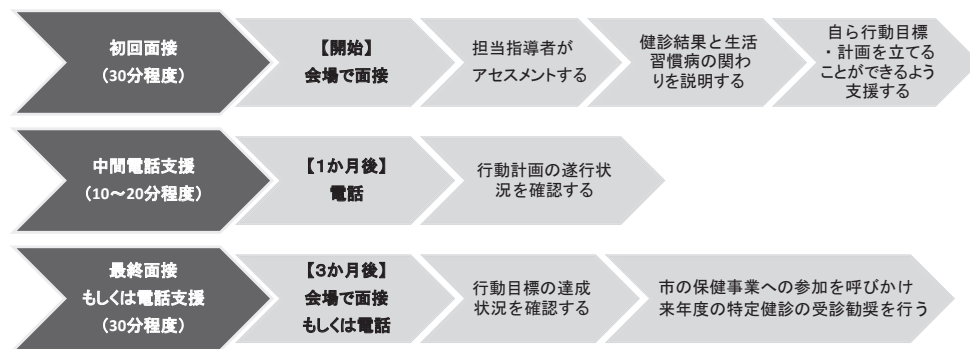 初回面接
（30分程度）
【開始】
会場で面接
担当指導者が
アセスメントする
健診結果と生活
習慣病の関わ
りを説明する
自ら行動目標
・計画を立てる
ことができるよう
支援する
中間電話支援
（10～20分程度）
【1か月後】
電話
行動計画の遂行状
況を確認する
最終面接
もしくは電話支援
（30分程度）
【3か月後】
会場で面接
もしくは電話
行動目標の達成
状況を確認する
市の保健事業への参加を呼びかけ
来年度の特定健診の受診勧奨を行う